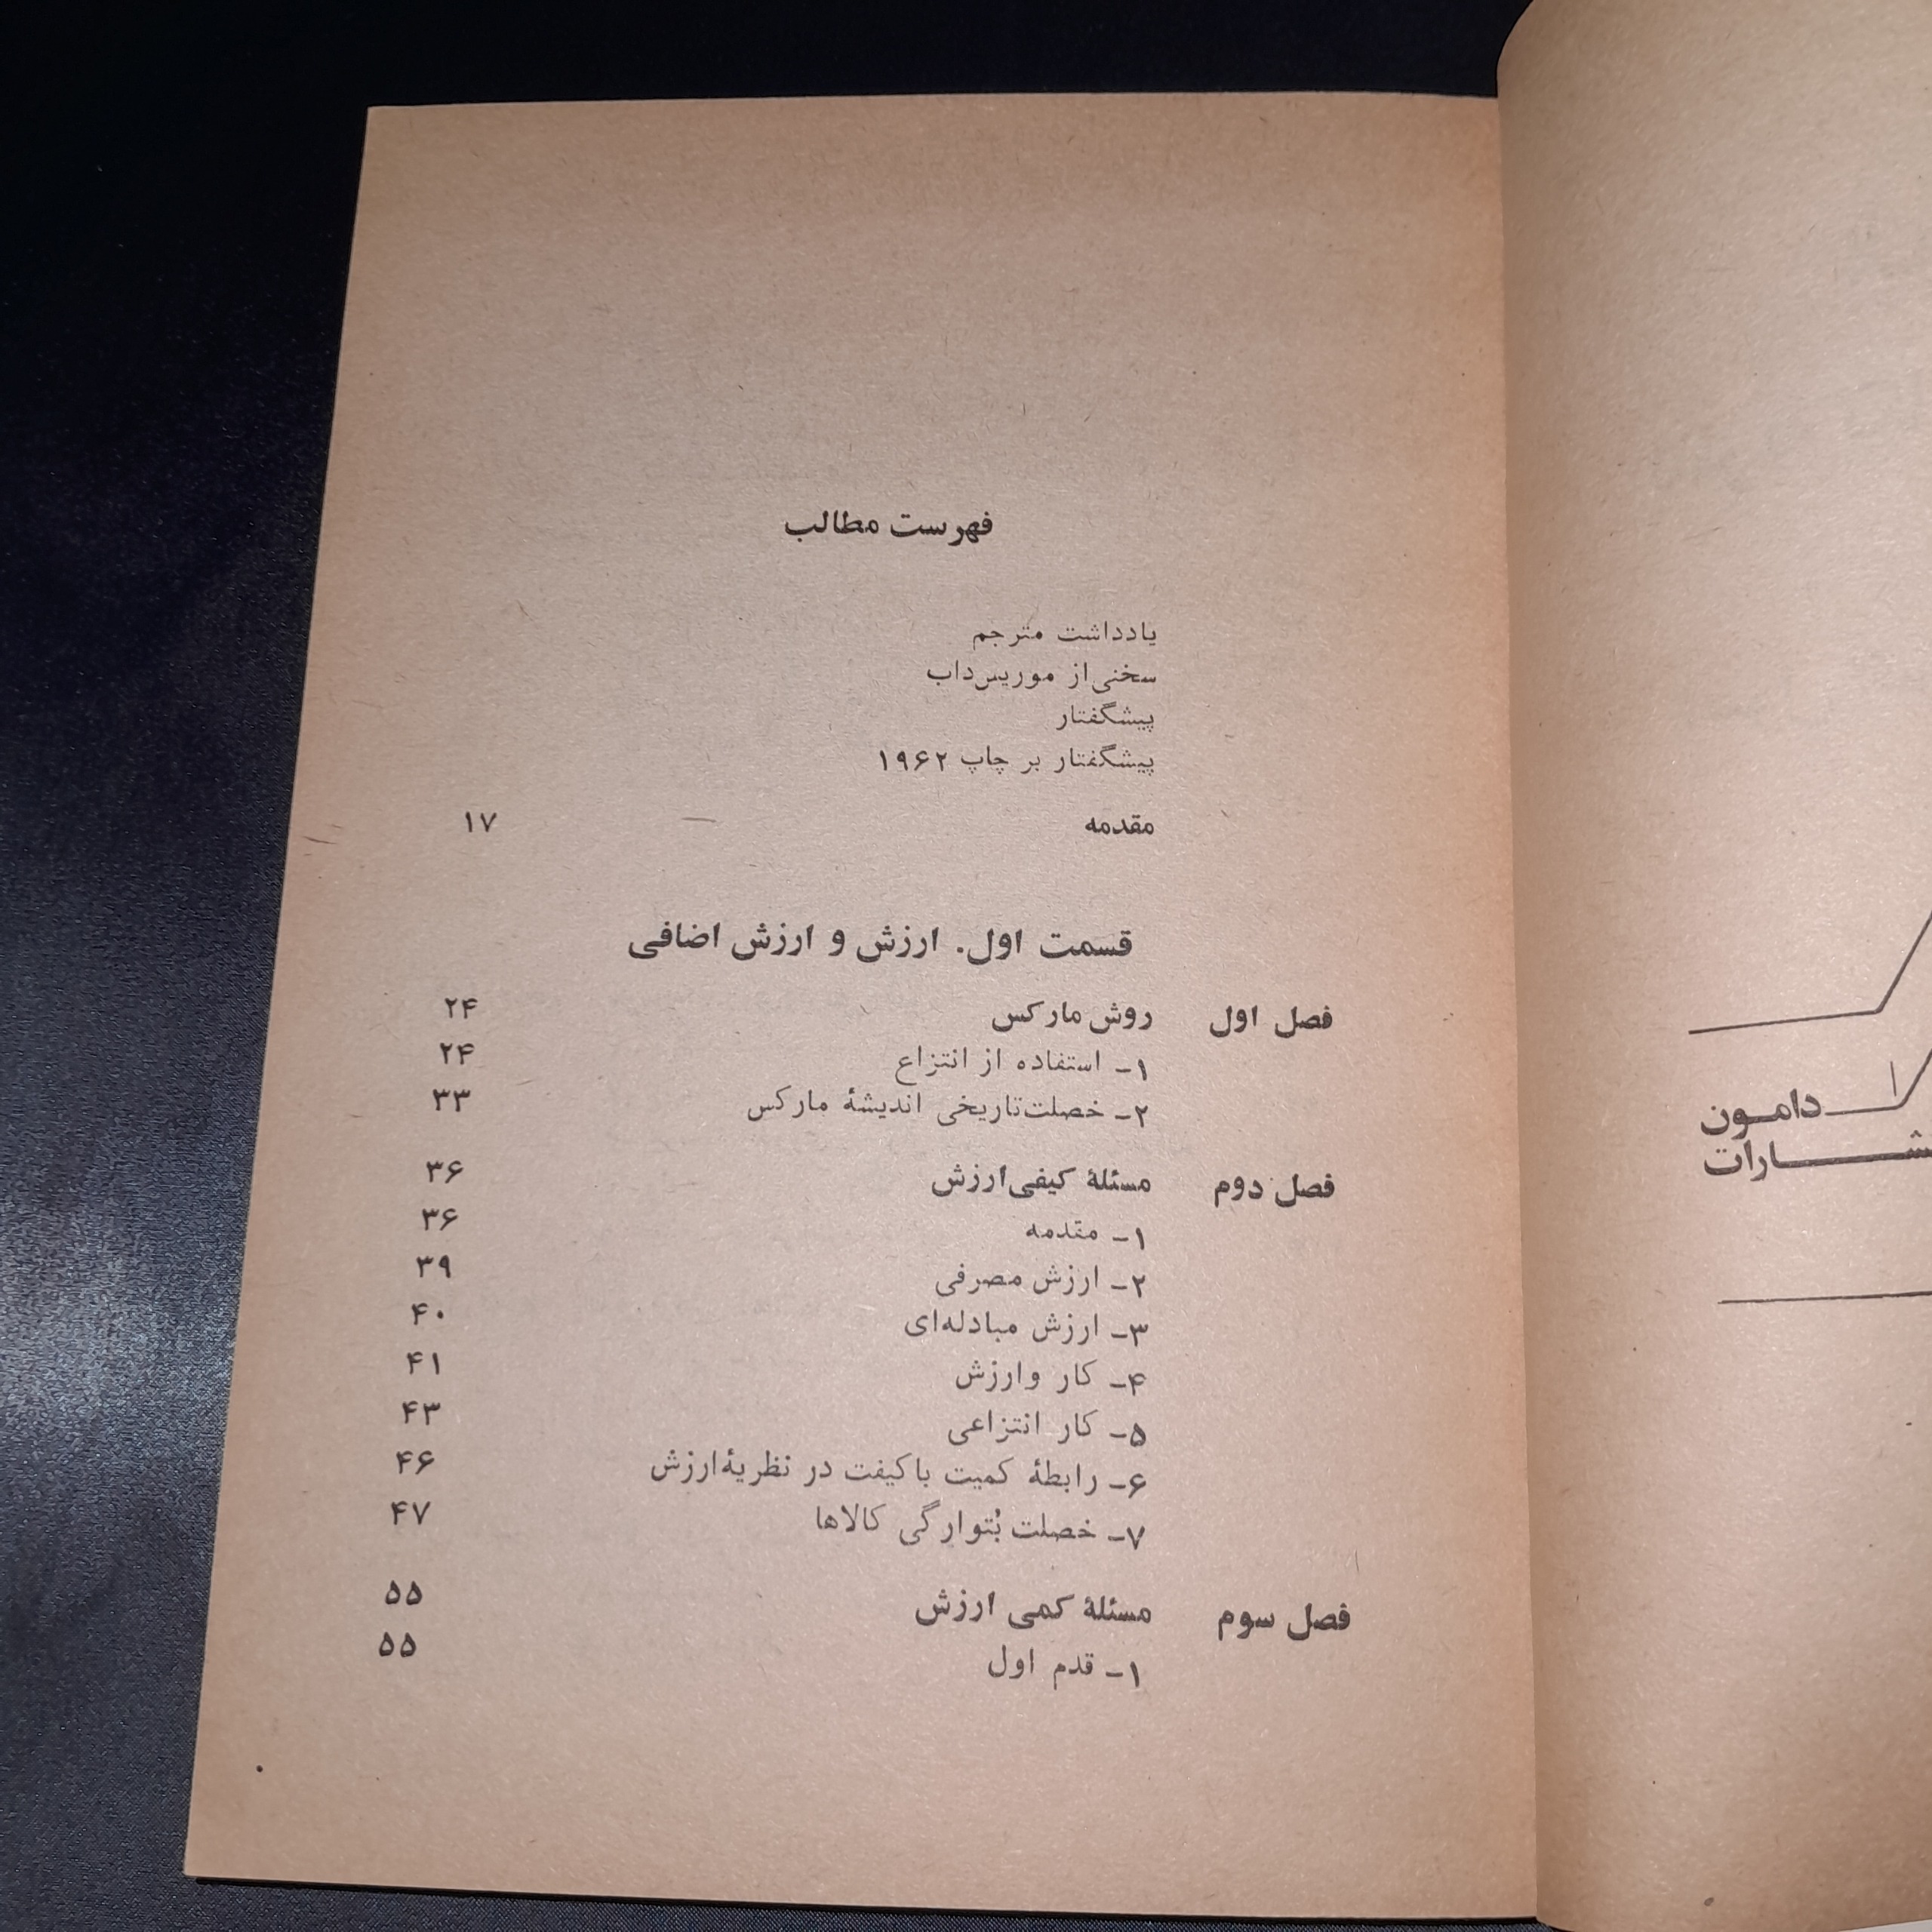 فهرست مطالب
یادداشت مترجم
سخنی از موریس داب
پیشگفتار
پیشگفتار بر چاپ ۱۹۶۲
مقدمه ۱۷
قسمت اول. ارزش و ارزش اضافی
فصل اول روش مارکس ۲۴
۱- استفاده از انتزاع ۲۴
۲- خصلت تاریخی اندیشهٔ مارکس ۳۳
فصل دوم مسئلهٔ کیفی ارزش ۳۶
۱- مقدمه ۳۶
۲- ارزش مصرفی ۳۹
۳- ارزش مبادله‌ای ۴۰
۴- کار و ارزش ۴۱
۵- کار انتزاعی ۴۳
۶- رابطهٔ کمیت با کیفت در نظریهٔ ارزش ۴۶
۷- خصلت بُتوارگی کالاها ۴۷
فصل سوم مسئلهٔ کمی ارزش ۵۵
۱- قدم اول ۵۵
دامون